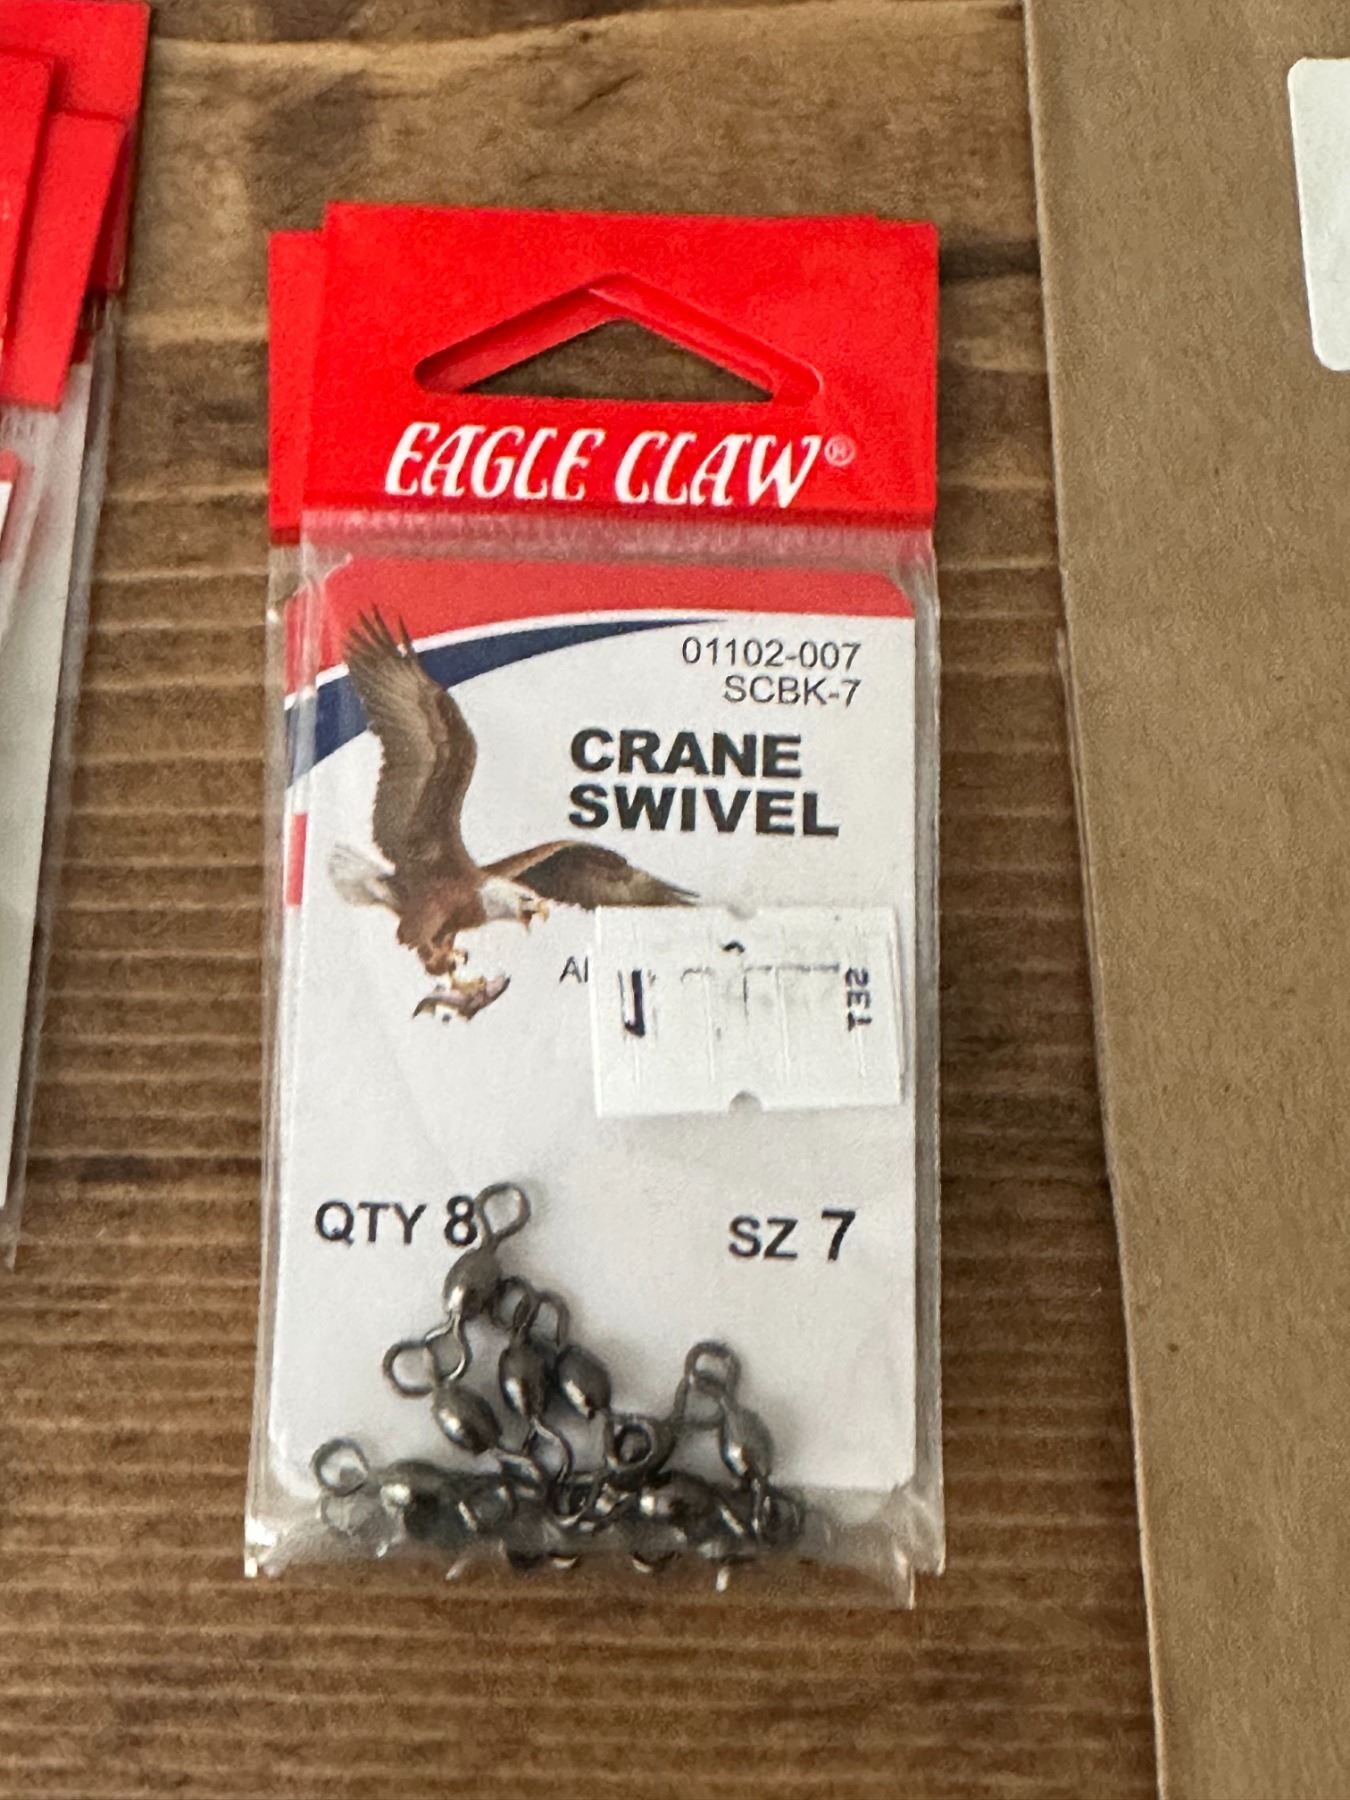 EAGLE CLAW®
01102-007
SCBK-7
CRANE
SWIVEL
QTY 8
SZ 7